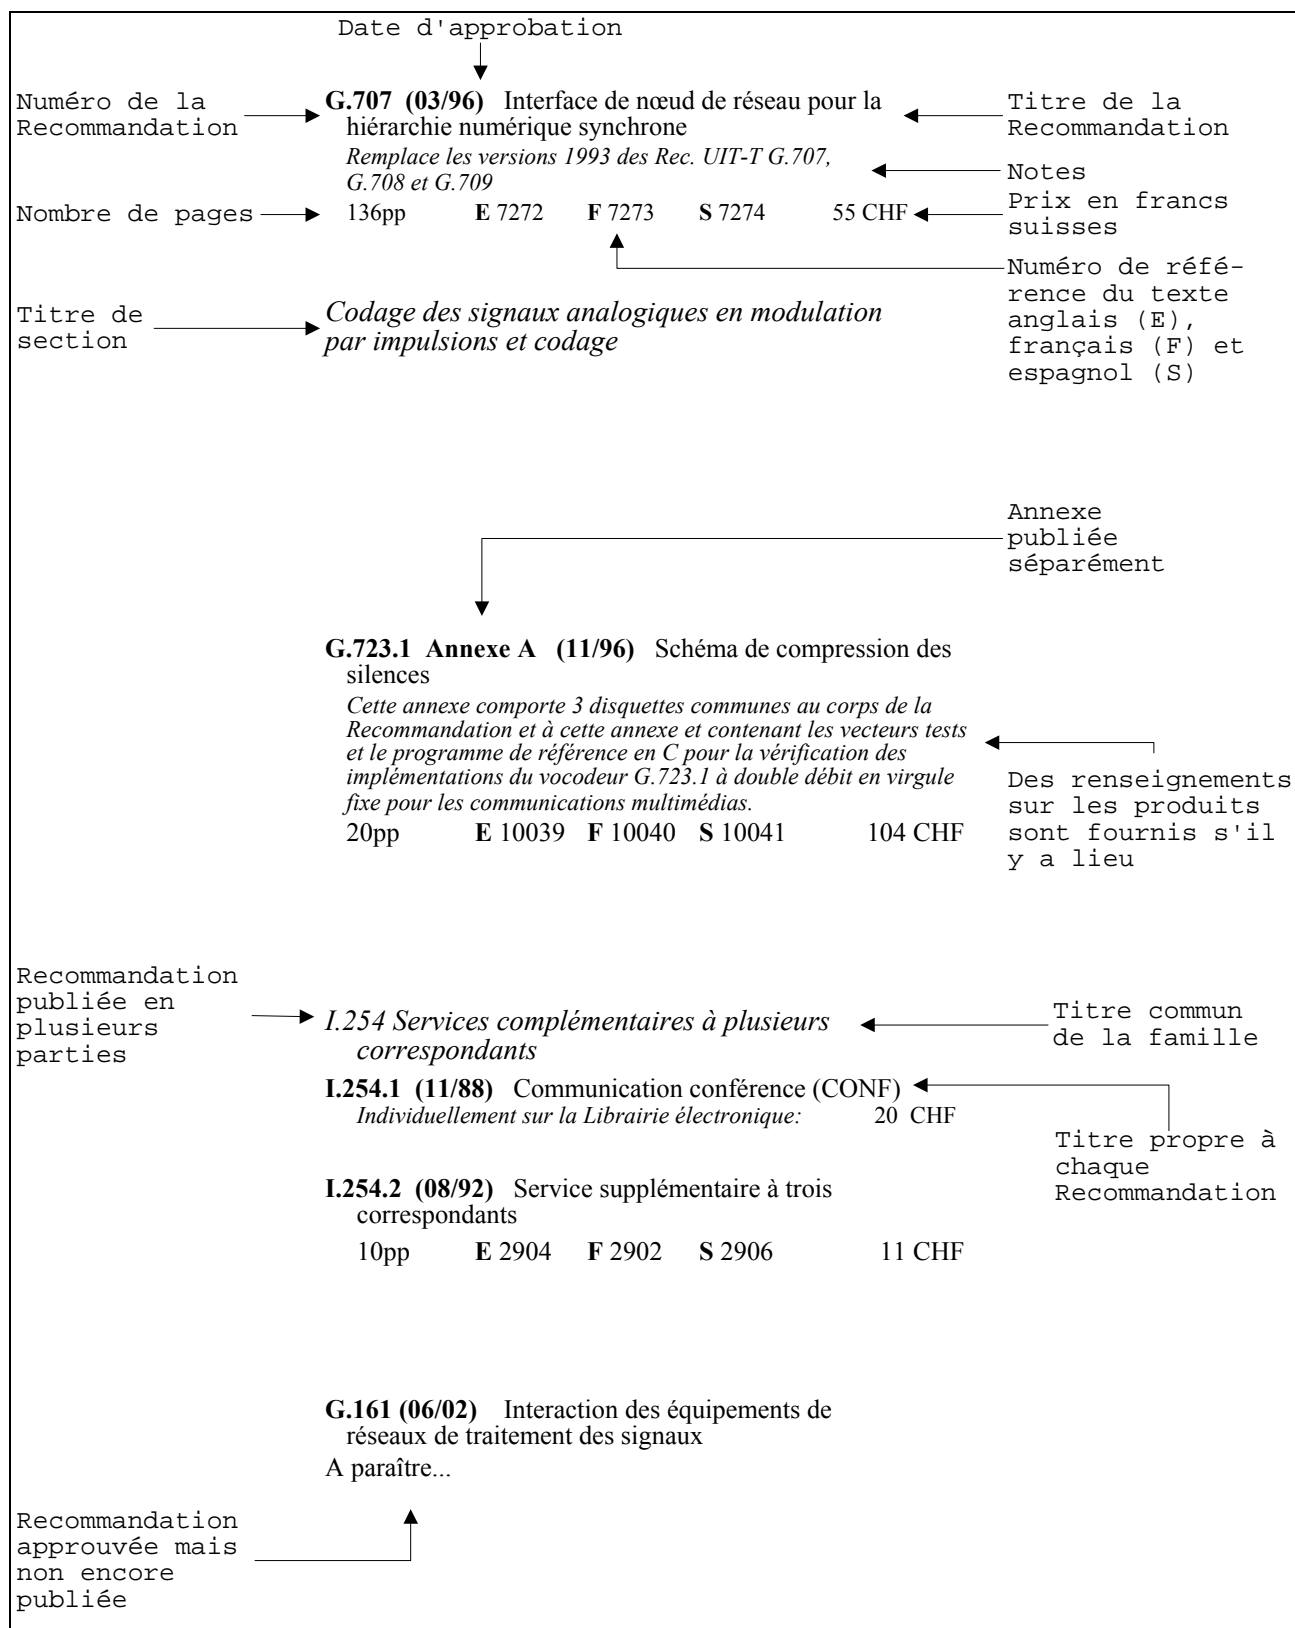 Date d'approbation
Numéro de la
Recommandation
G.707 (03/96) Interface de nœud de réseau pour la
hiérarchie numérique synchrone
Titre de la
Recommandation
Remplace les versions 1993 des Rec. UIT-T G.707,
G.708 et G.709
Notes
Nombre de pages
136pp E 7272 F 7273 S 7274 55 CHF
Prix en francs
suisses
Numéro de réfé-
rence du texte
anglais (E),
français (F) et
espagnol (S)
Titre de
section
Codage des signaux analogiques en modulation
par impulsions et codage
Annexe
publiée
séparément
G.723.1 Annexe A (11/96) Schéma de compression des
silences
Cette annexe comporte 3 disquettes communes au corps de la
Recommandation et à cette annexe et contenant les vecteurs tests
et le programme de référence en C pour la vérification des
implémentations du vocodeur G.723.1 à double débit en virgule
fixe pour les communications multimédias.
20pp E 10039 F 10040 S 10041 104 CHF
Des renseignements
sur les produits
sont fournis s'il
y a lieu
Recommandation
publiée en
plusieurs
parties
I.254 Services complémentaires à plusieurs
correspondants
Titre commun
de la famille
I.254.1 (11/88) Communication conférence (CONF)
Individuellement sur la Librairie électronique: 20 CHF
Titre propre à
chaque
Recommandation
I.254.2 (08/92) Service supplémentaire à trois
correspondants
10pp E 2904 F 2902 S 2906 11 CHF
G.161 (06/02) Interaction des équipements de
réseaux de traitement des signaux
A paraître...
Recommandation
approuvée mais
non encore
publiée